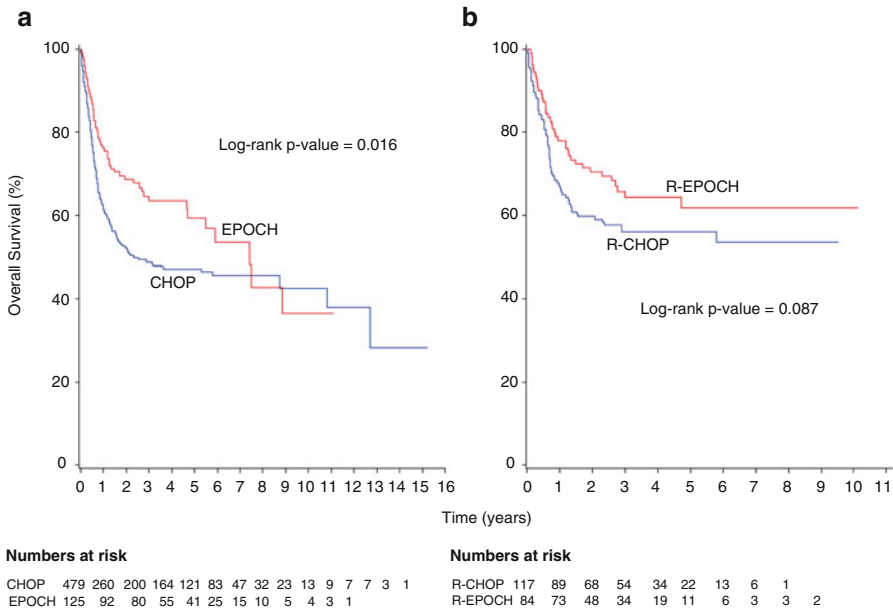 a
100
80
60
40
20
0
Overall Survival (%)
Log-rank p-value = 0.016
EPOCH
CHOP
0 1 2 3 4 5 6 7 8 9 10 11 12 13 14 15 16
b
100
80
60
40
20
0
R-EPOCH
R-CHOP
Log-rank p-value = 0.087
0 1 2 3 4 5 6 7 8 9 10 11
Time (years)
Numbers at risk
CHOP 479 260 200 164 121 83 47 32 23 13 9 7 7 3 1
EPOCH 125 92 80 55 41 25 15 10 5 4 3 1
Numbers at risk
R-CHOP 117 89 68 54 34 22 13 6 1
R-EPOCH 84 73 48 34 19 11 6 3 3 2